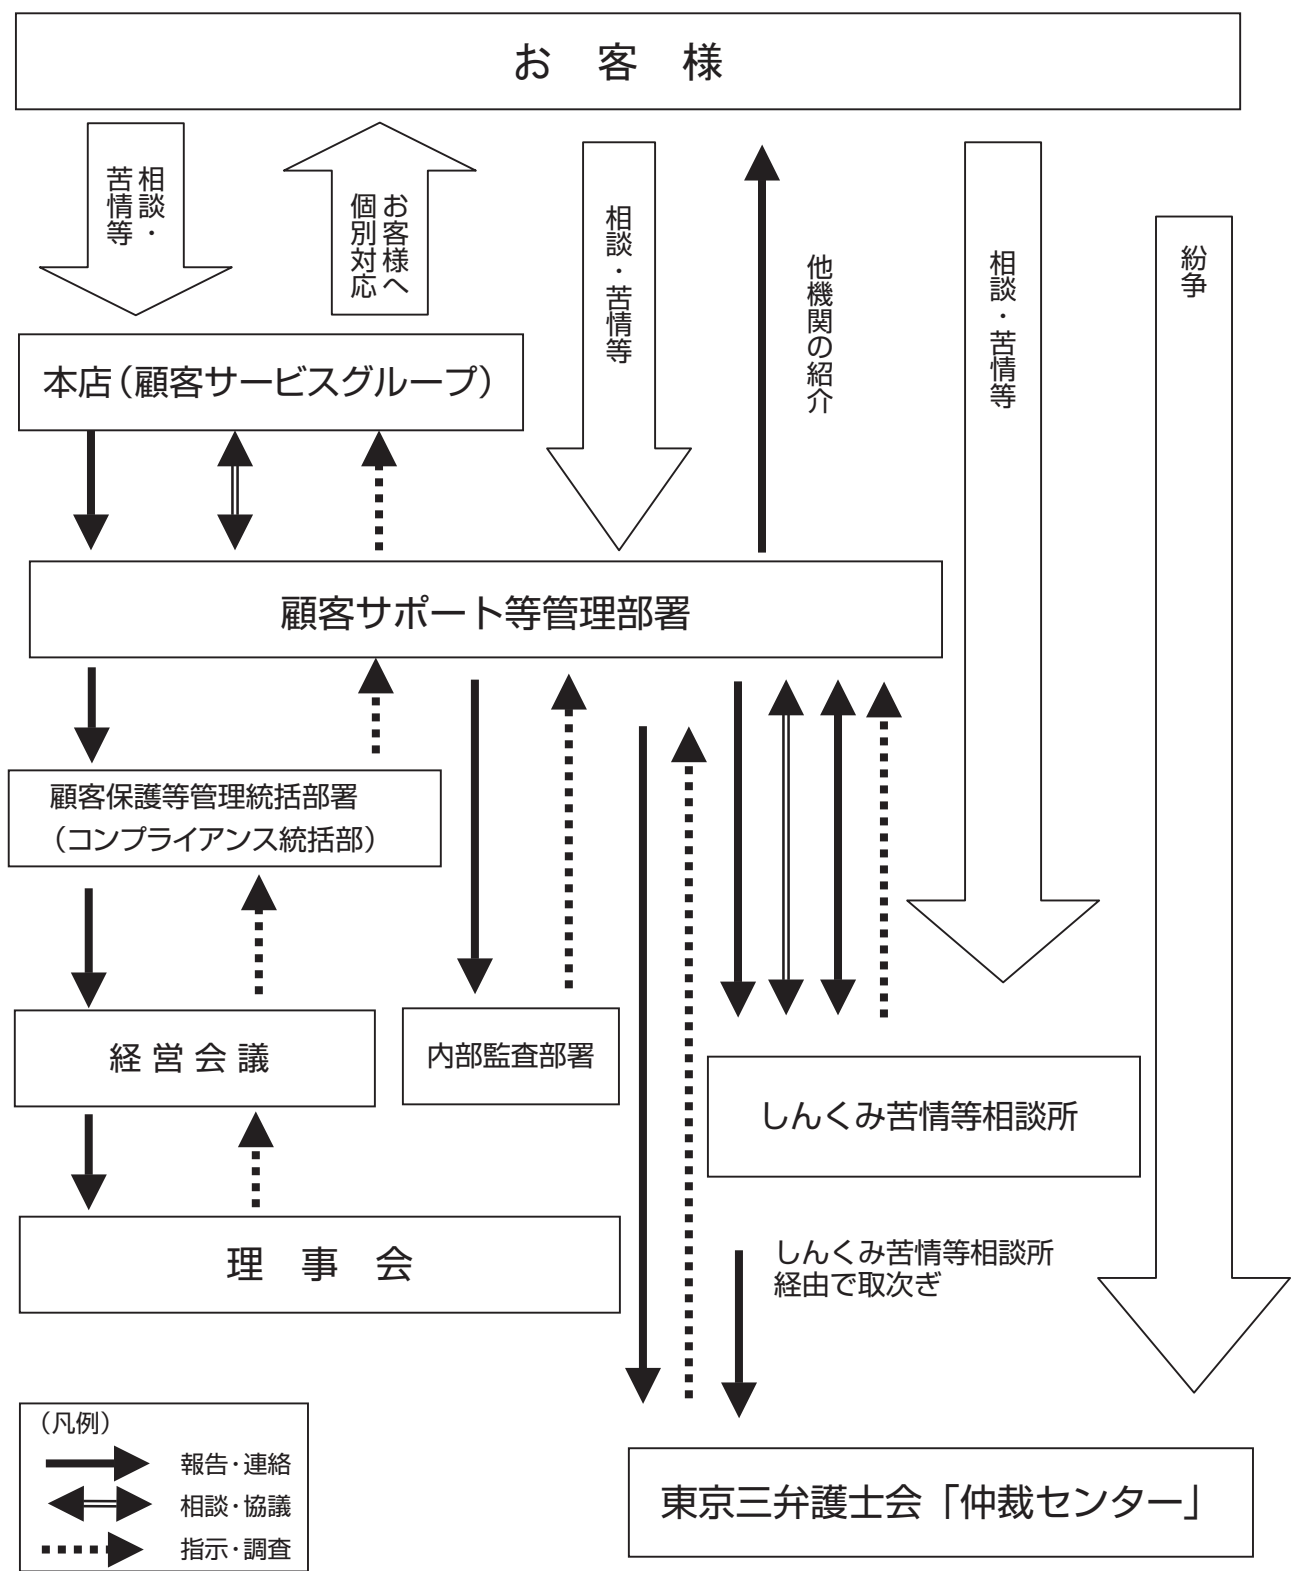 お 客 様
相談・
苦情等
お客様へ
個別対応
相談・苦情等
他機関の紹介
相談・苦情等
紛争
本店（顧客サービスグループ）
顧客サポート等管理部署
顧客保護等管理統括部署
（コンプライアンス統括部）
経営会議
内部監査部署
しんくみ苦情等相談所
理 事 会
しんくみ苦情等相談所
経由で取次ぎ
（凡例）
報告・連絡
相談・協議
指示・調査
東京三弁護士会「仲裁センター」